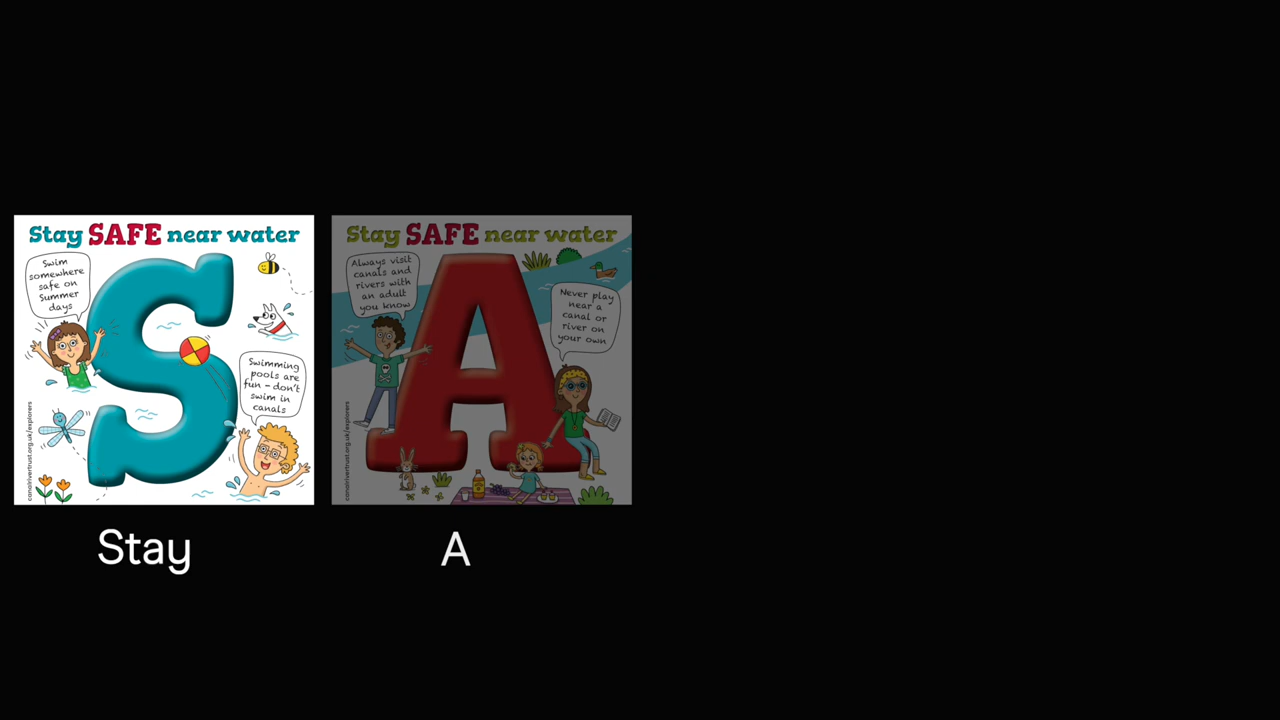 Stay SAFE near water
Swim
somewhere
safe on
Summer
days
Swimming
pools are
fun – don't
swim in
canals
canalrivertrust.org.uk/explorers
Stay
Stay SAFE near water
Always visit
canals and
rivers with
an adult
you know
Never play
near a
canal or
river on
your own
canalrivertrust.org.uk/explorers
A